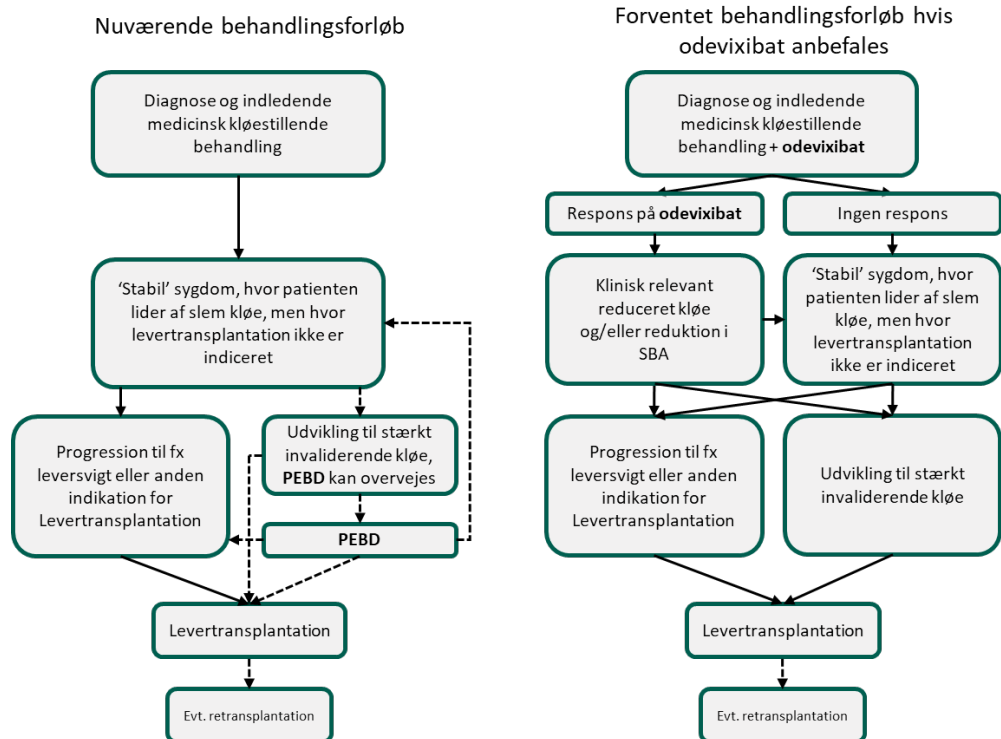 Nuværende behandlingsforløb
Diagnose og indledende
medicinsk kløestillende
behandling
‘Stabil’ sygdom, hvor patienten
lider af slem kløe, men hvor
levertransplantation ikke er
indiceret
Progression til fx
leversvigt eller anden
indikation for
Levertransplantation
Udvikling til stærkt
invaliderende kløe,
PEBD kan overvejes
PEBD
Levertransplantation
Evt. retransplantation
Forventet behandlingsforløb hvis
odevixibat anbefales
Diagnose og indledende
medicinsk kløestillende
behandling + odevixibat
Respons på odevixibat
Ingen respons
Klinisk relevant
reduceret kløe
og/eller reduktion i
SBA
‘Stabil’ sygdom, hvor
patienten lider af slem
kløe, men hvor
levertransplantation
ikke er indiceret
Progression til fx
leversvigt eller anden
indikation for
Levertransplantation
Udvikling til stærkt
invaliderende kløe
Levertransplantation
Evt. retransplantation